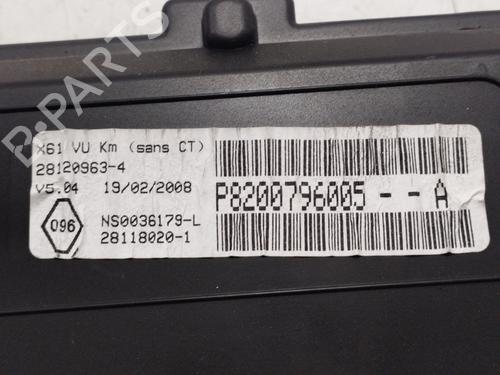 B-PARTS
X61 VU Km (sans CT)
28120963-4
V5.04 19/02/2008
P8200796005 - - A
096
NS0036179-L
28118020-1